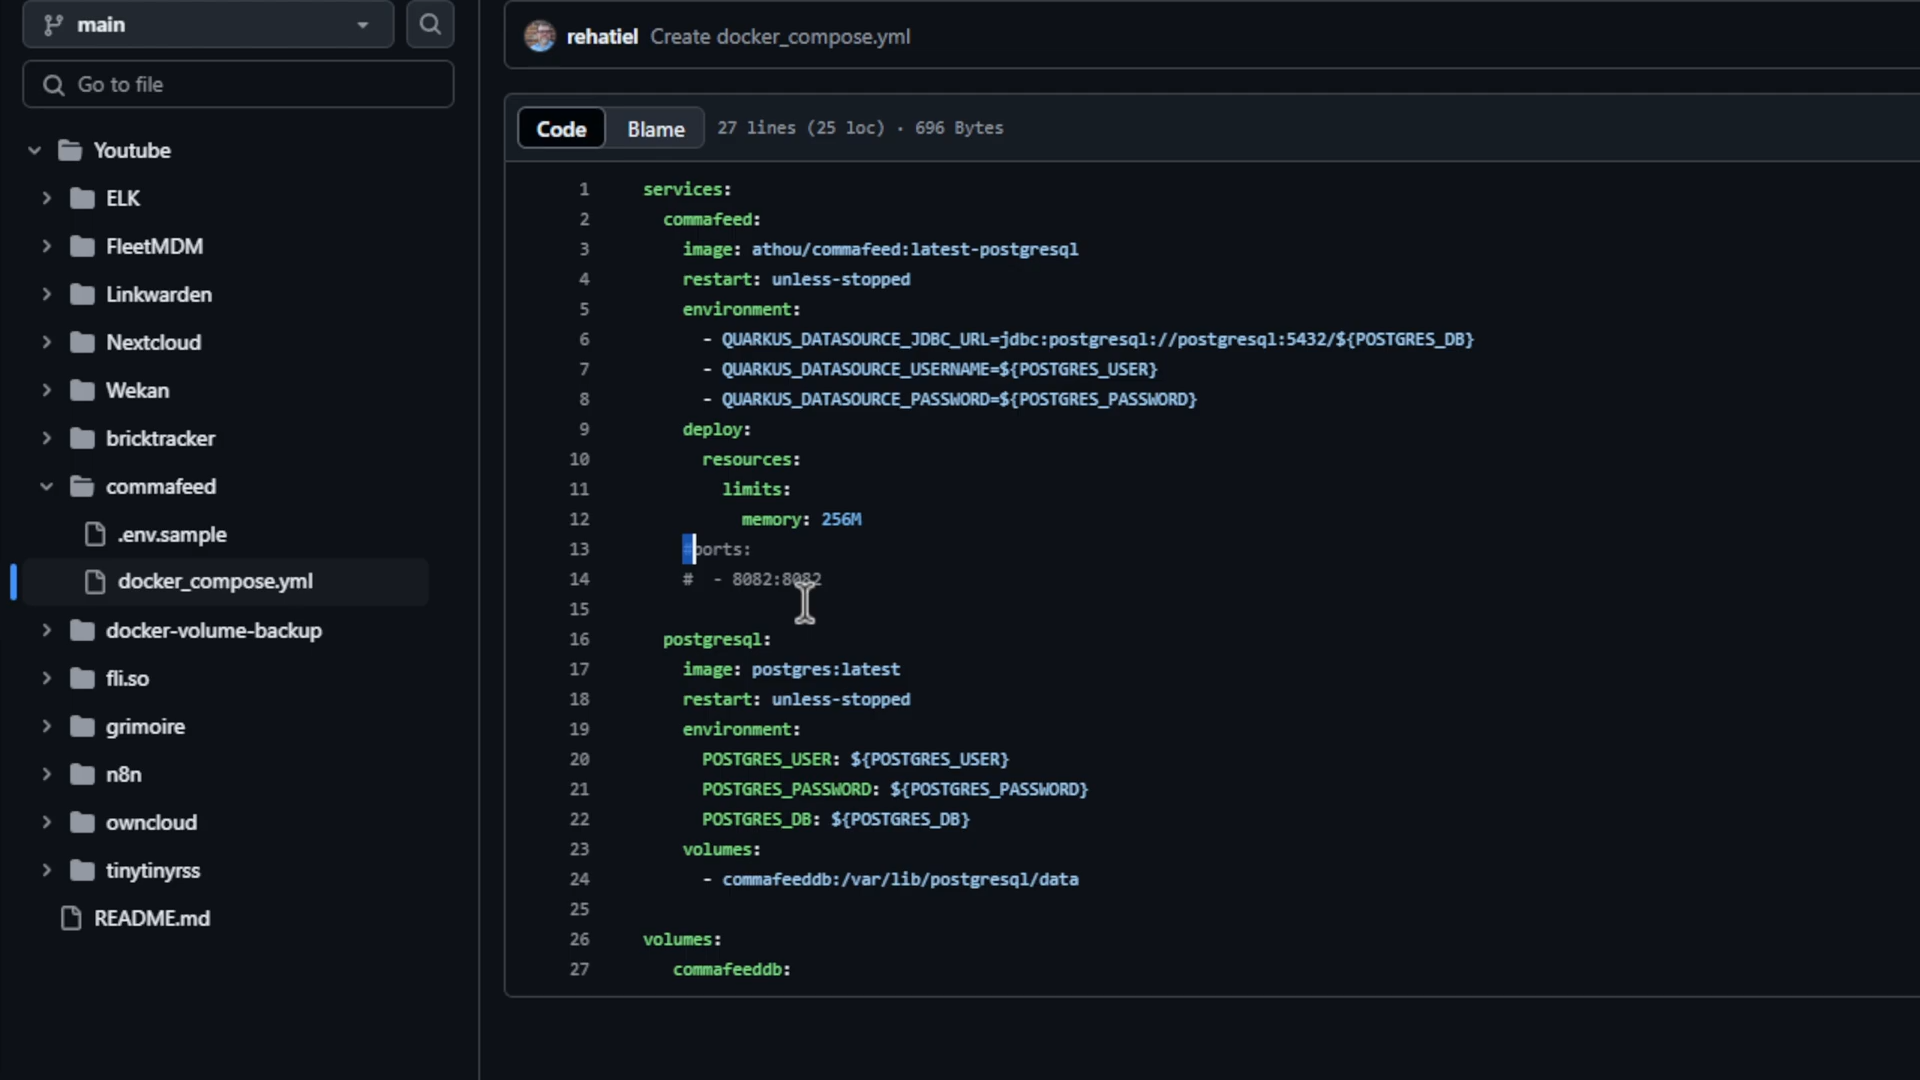 main
Go to file
Youtube
ELK
FleetMDM
Linkwarden
Nextcloud
Wekan
bricktracker
commafeed
.env.sample
docker_compose.yml
docker-volume-backup
fli.so
grimoire
n8n
owncloud
tinytinyrss
README.md
rehatiel Create docker_compose.yml
Code Blame 27 lines (25 loc) · 696 Bytes
1 services:
2 commafeed:
3 image: athou/commafeed:latest-postgresql
4 restart: unless-stopped
5 environment:
6 - QUARKUS_DATASOURCE_JDBC_URL=jdbc:postgresql://postgresql:5432/${POSTGRES_DB}
7 - QUARKUS_DATASOURCE_USERNAME=${POSTGRES_USER}
8 - QUARKUS_DATASOURCE_PASSWORD=${POSTGRES_PASSWORD}
9 deploy:
10 resources:
11 limits:
12 memory: 256M
13 #ports:
14 # - 8082:8082
15
16 postgresql:
17 image: postgres:latest
18 restart: unless-stopped
19 environment:
20 POSTGRES_USER: ${POSTGRES_USER}
21 POSTGRES_PASSWORD: ${POSTGRES_PASSWORD}
22 POSTGRES_DB: ${POSTGRES_DB}
23 volumes:
24 - commafeeddb:/var/lib/postgresql/data
25
26 volumes:
27 commafeeddb: